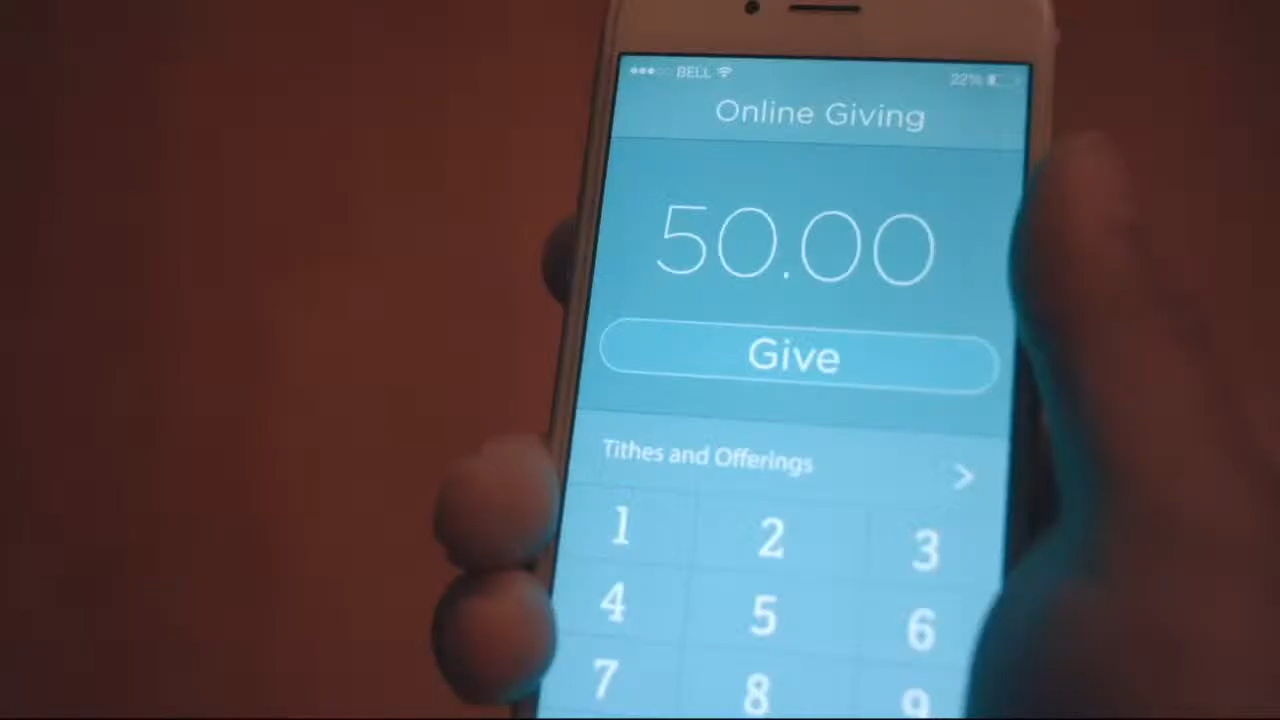 BELL 22%
Online Giving
50.00
Give
Tithes and Offerings >
1 2 3
4 5 6
7 8 9